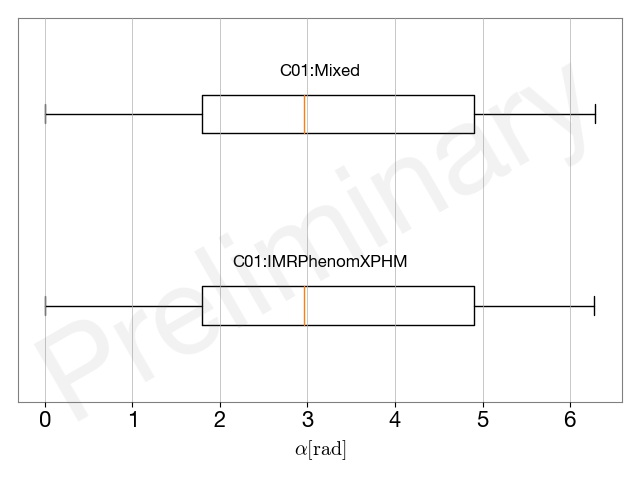 C01:Mixed
Preliminary
C01:IMRPhenomXPHM
0 1 2 3 4 5 6
α[rad]